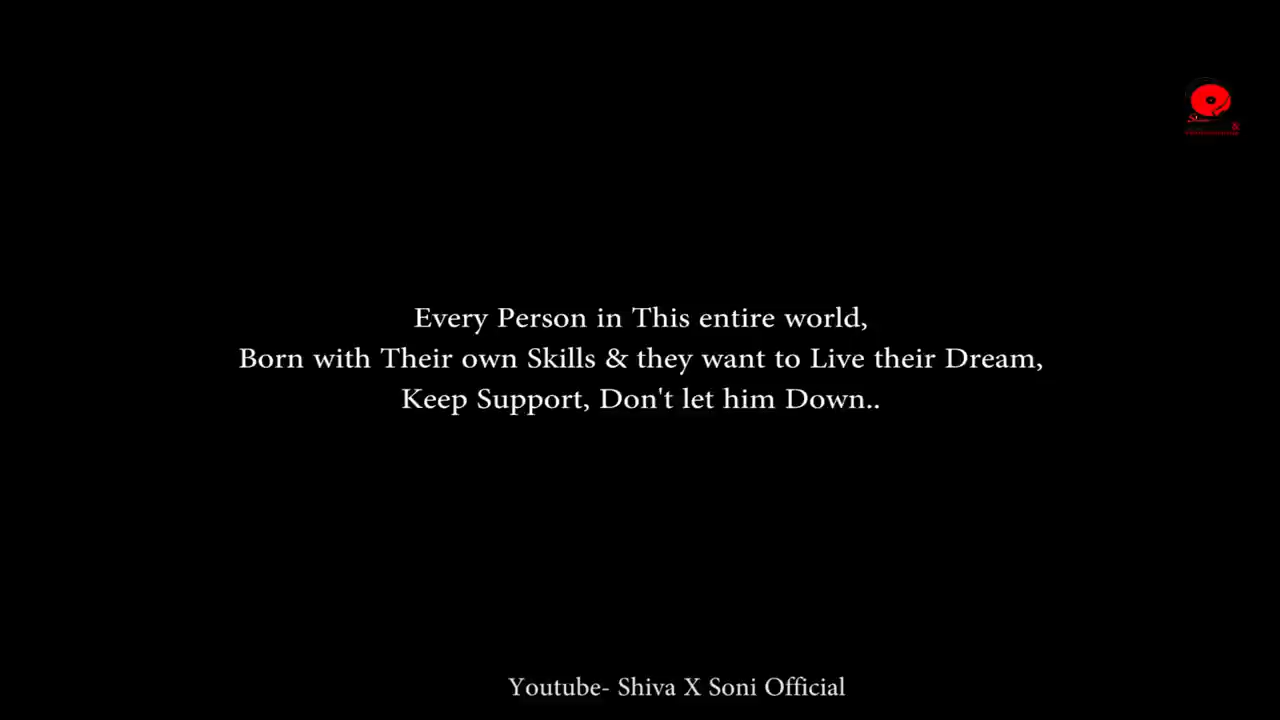 Every Person in This entire world,
Born with Their own Skills & they want to Live their Dream,
Keep Support, Don't let him Down..
Youtube- Shiva X Soni Official